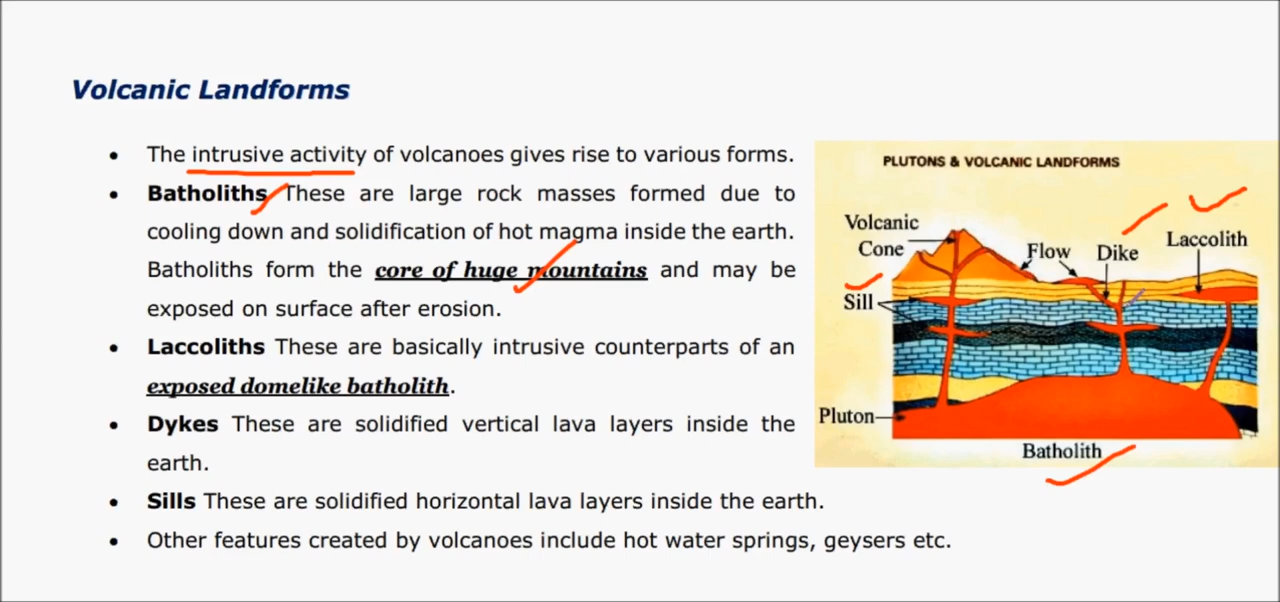 Volcanic Landforms
• The intrusive activity of volcanoes gives rise to various forms.
• Batholiths These are large rock masses formed due to
cooling down and solidification of hot magma inside the earth.
Batholiths form the core of huge mountains and may be
exposed on surface after erosion.
• Laccoliths These are basically intrusive counterparts of an
exposed domelike batholith.
• Dykes These are solidified vertical lava layers inside the
earth.
• Sills These are solidified horizontal lava layers inside the earth.
• Other features created by volcanoes include hot water springs, geysers etc.
PLUTONS & VOLCANIC LANDFORMS
Volcanic
Cone
Flow
Dike
Laccolith
Sill
Pluton
Batholith